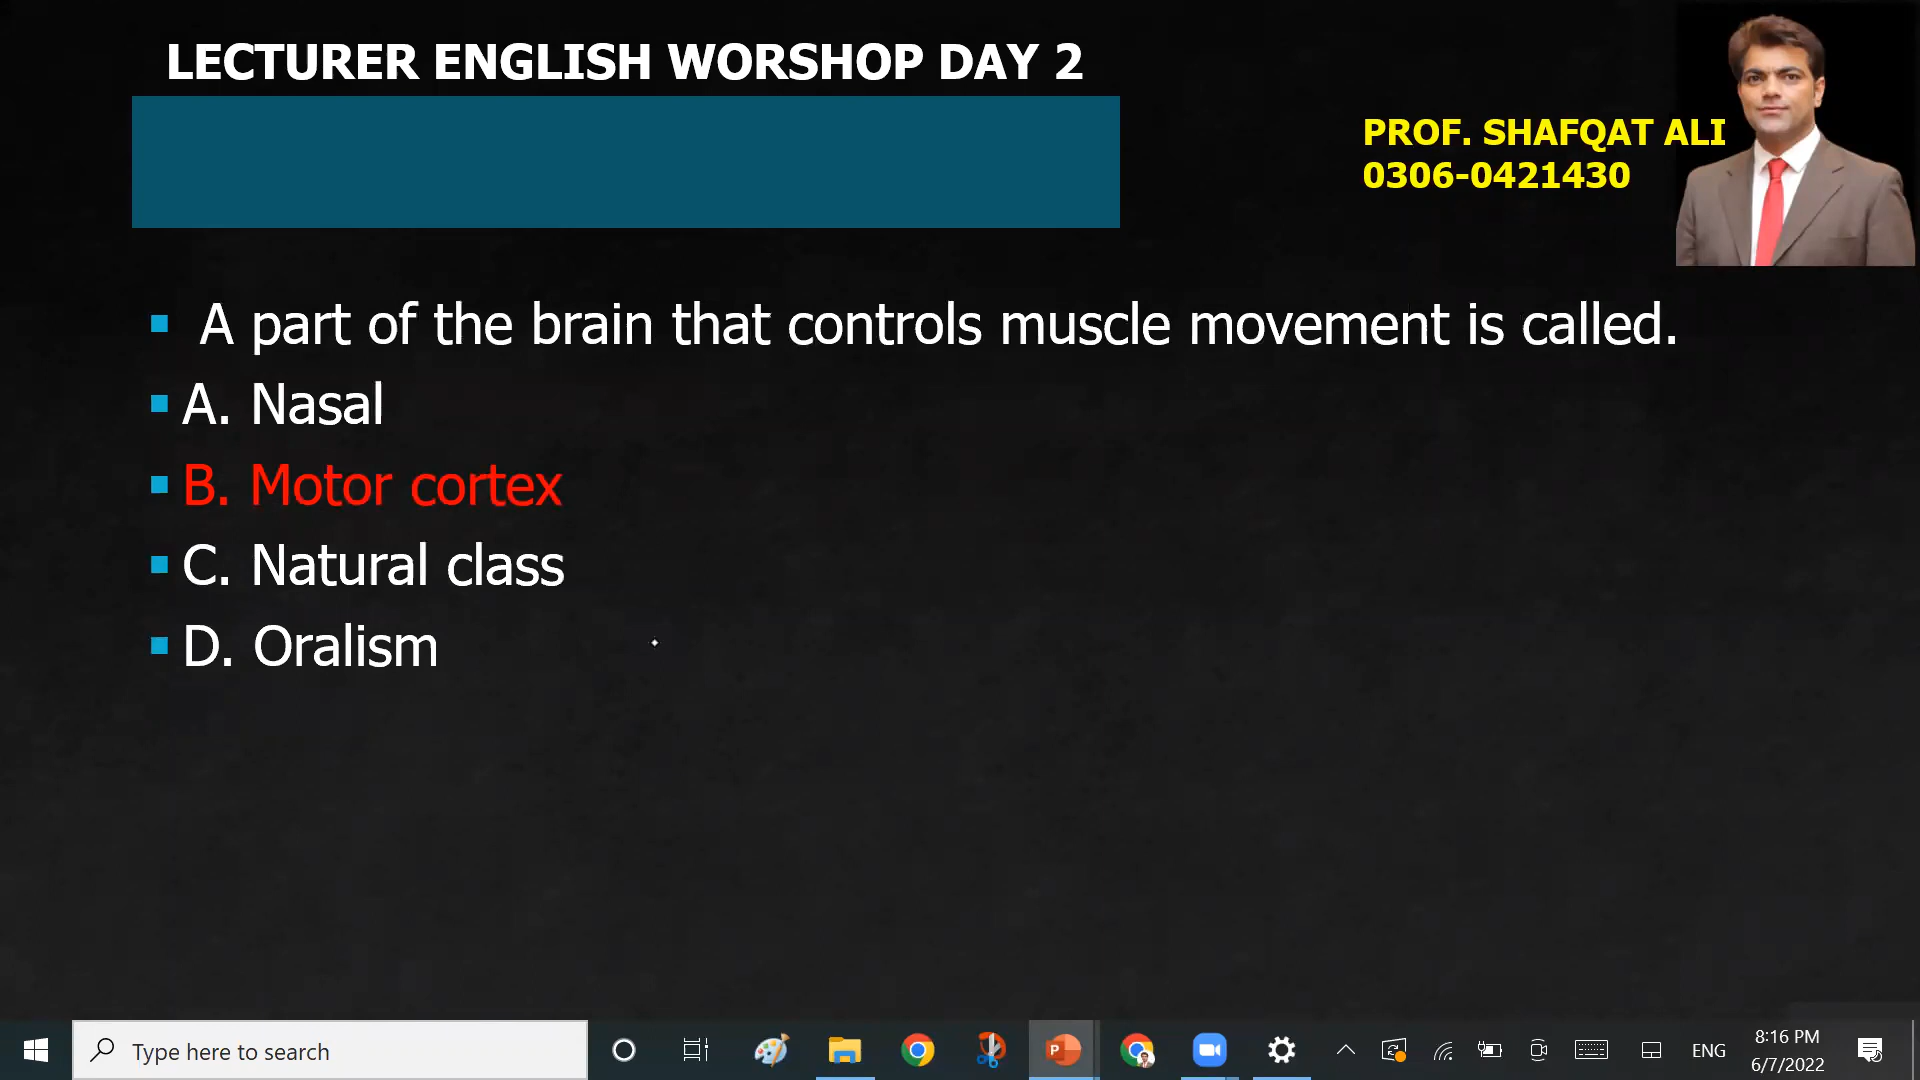 LECTURER ENGLISH WORSHOP DAY 2
PROF. SHAFQAT ALI
0306-0421430
A part of the brain that controls muscle movement is called.
A. Nasal
B. Motor cortex
C. Natural class
D. Oralism
Type here to search
P
ENG
8:16 PM
6/7/2022